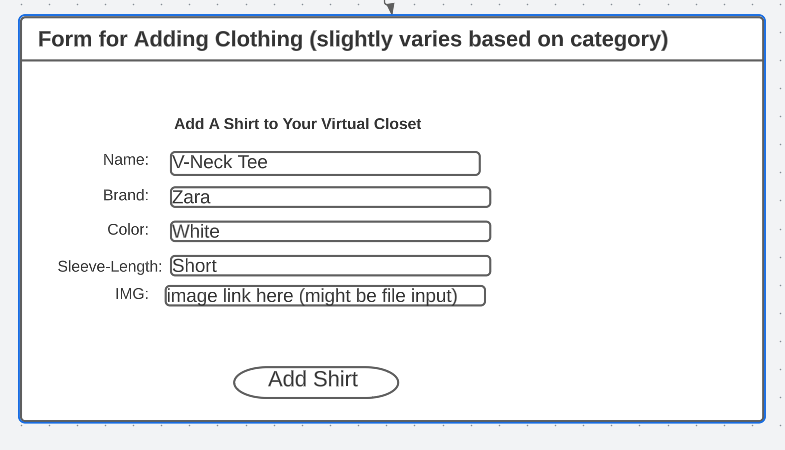 Form for Adding Clothing (slightly varies based on category)
Add A Shirt to Your Virtual Closet
Name: V-Neck Tee
Brand: Zara
Color: White
Sleeve-Length: Short
IMG: image link here (might be file input)
Add Shirt